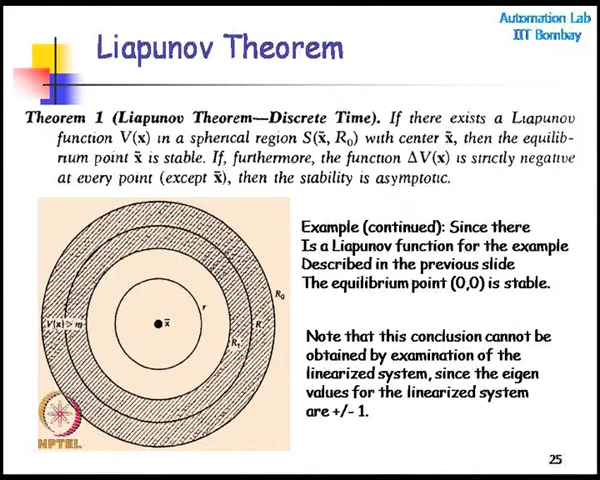 Automation Lab
IIT Bombay
Liapunov Theorem
Theorem 1 (Liapunov Theorem—Discrete Time). If there exists a Liapunov
function V(x) in a spherical region S(x̄, R₀) with center x̄, then the equilib-
rium point x̄ is stable. If, furthermore, the function ΔV(x) is strictly negative
at every point (except x̄), then the stability is asymptotic.
Example (continued): Since there
Is a Liapunov function for the example
Described in the previous slide
The equilibrium point (0,0) is stable.
Note that this conclusion cannot be
obtained by examination of the
linearized system, since the eigen
values for the linearized system
are +/- 1.
R₀
r
x̄
V(x) > m
R
R₁
NPTEL
25